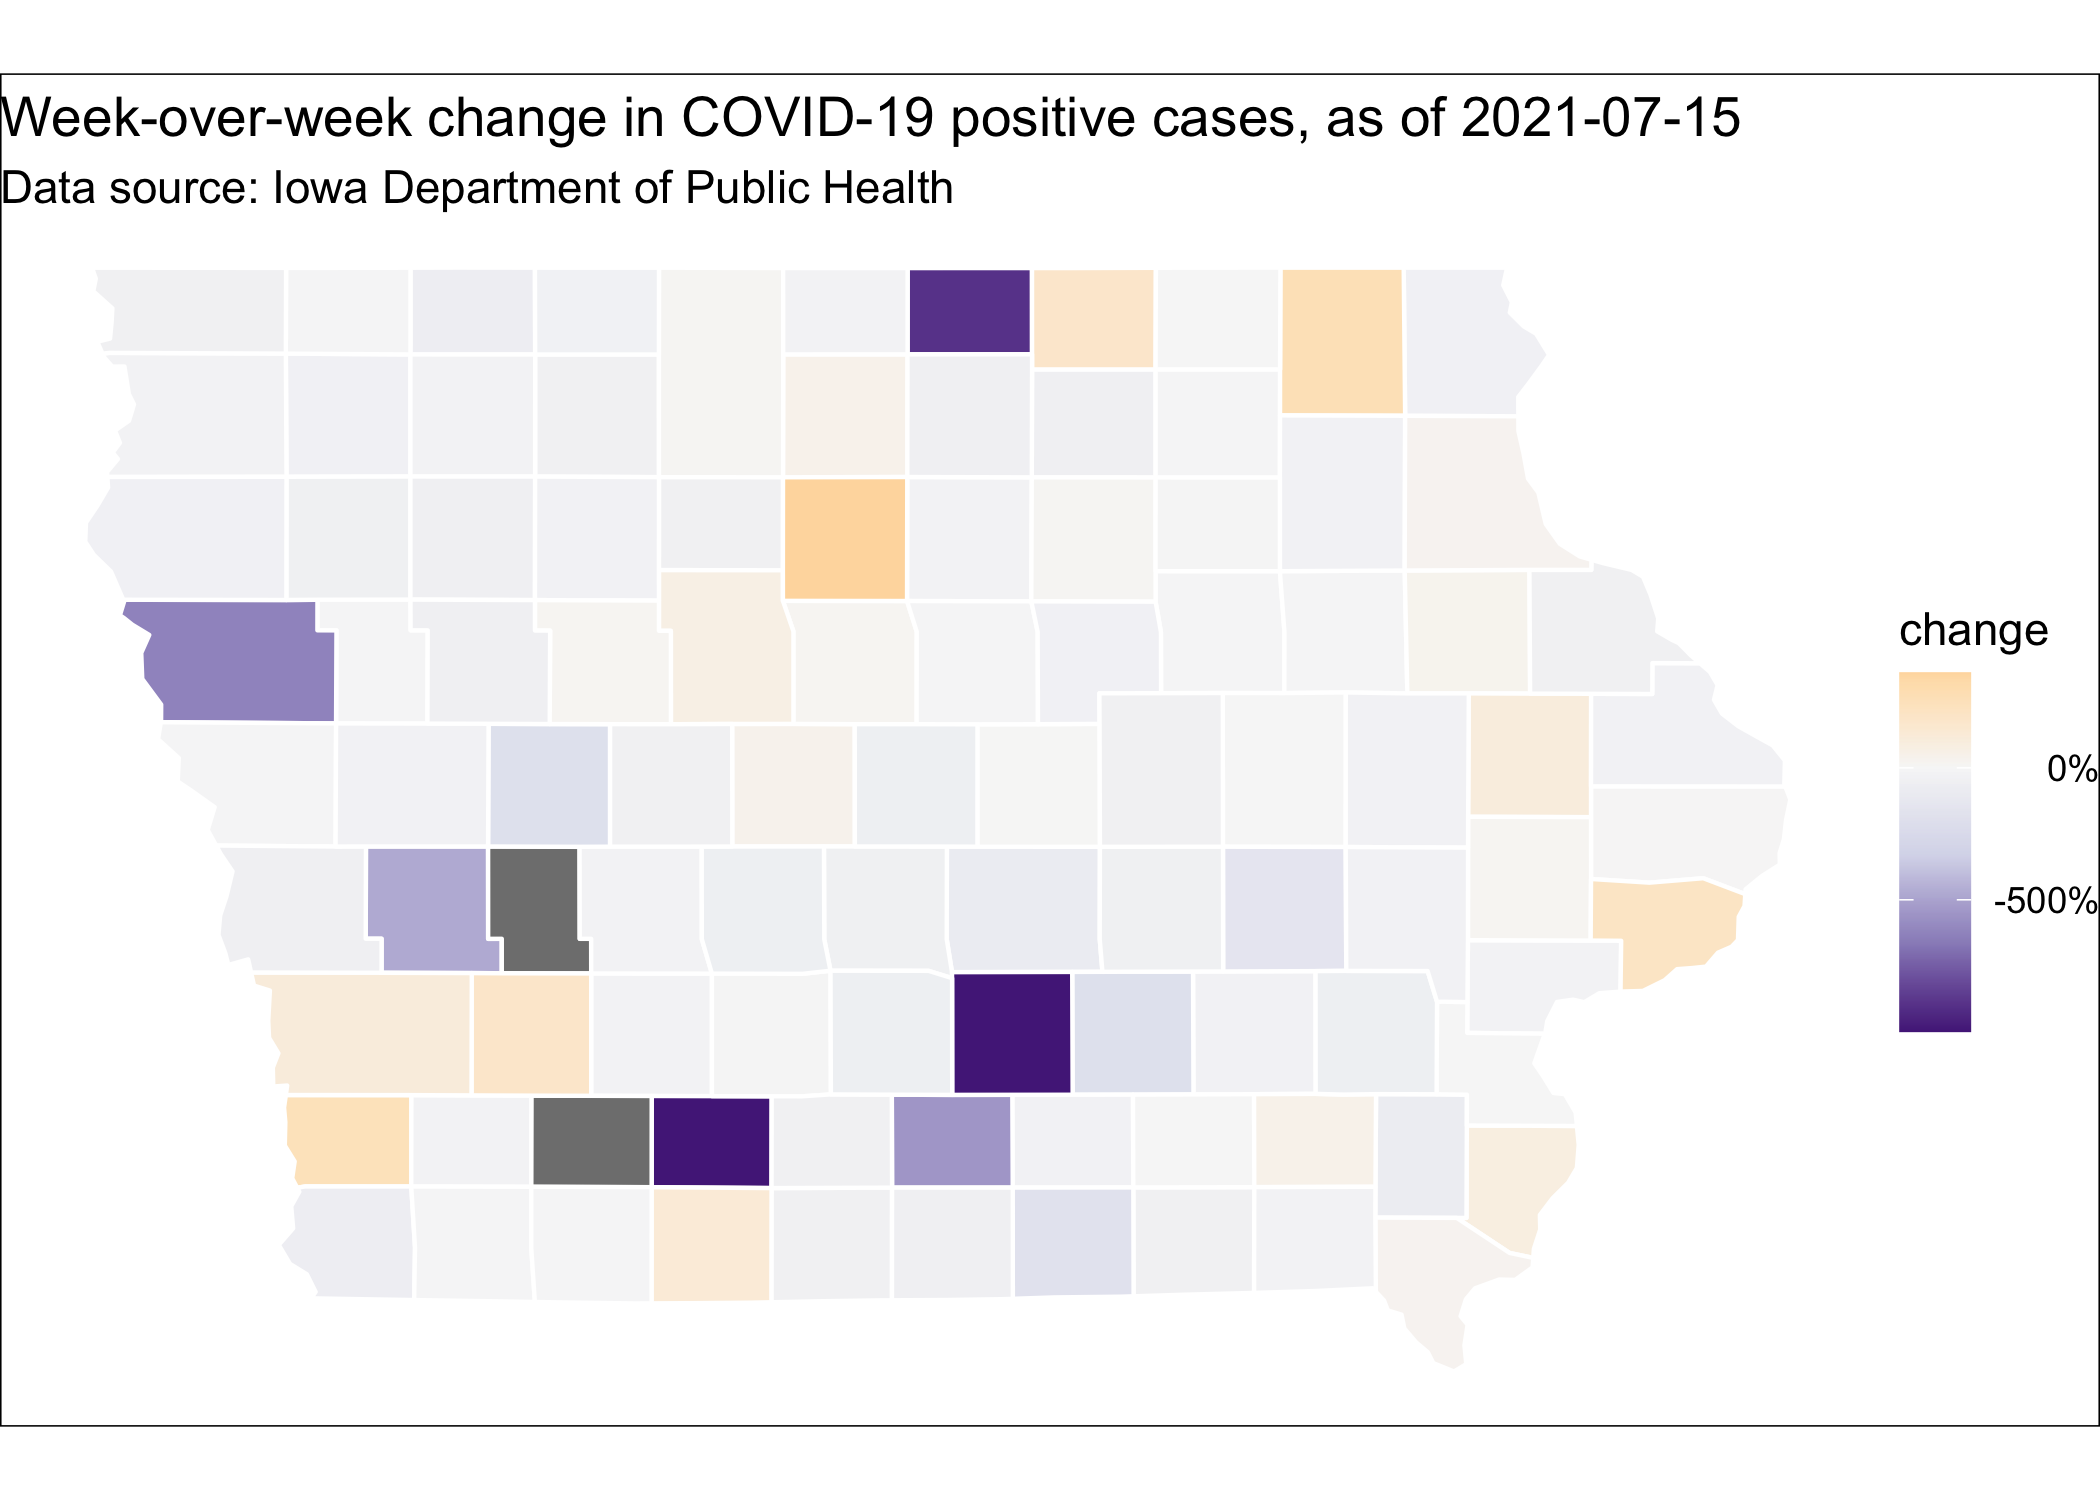 Week-over-week change in COVID-19 positive cases, as of 2021-07-15
Data source: Iowa Department of Public Health
change
0%
-500%